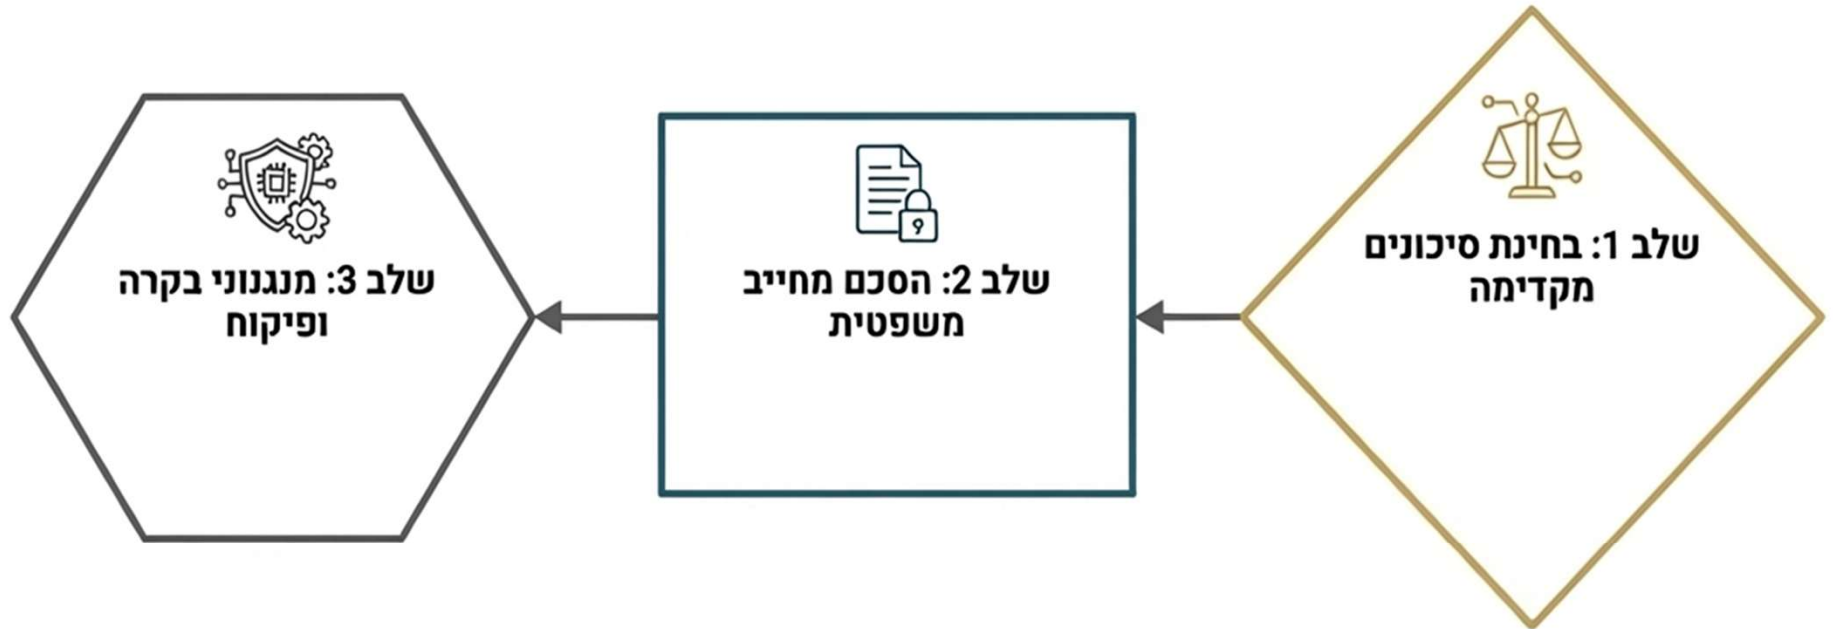 שלב 1: בחינת סיכונים
מקדימה
שלב 2: הסכם מחייב
משפטית
שלב 3: מנגנוני בקרה
ופיקוח